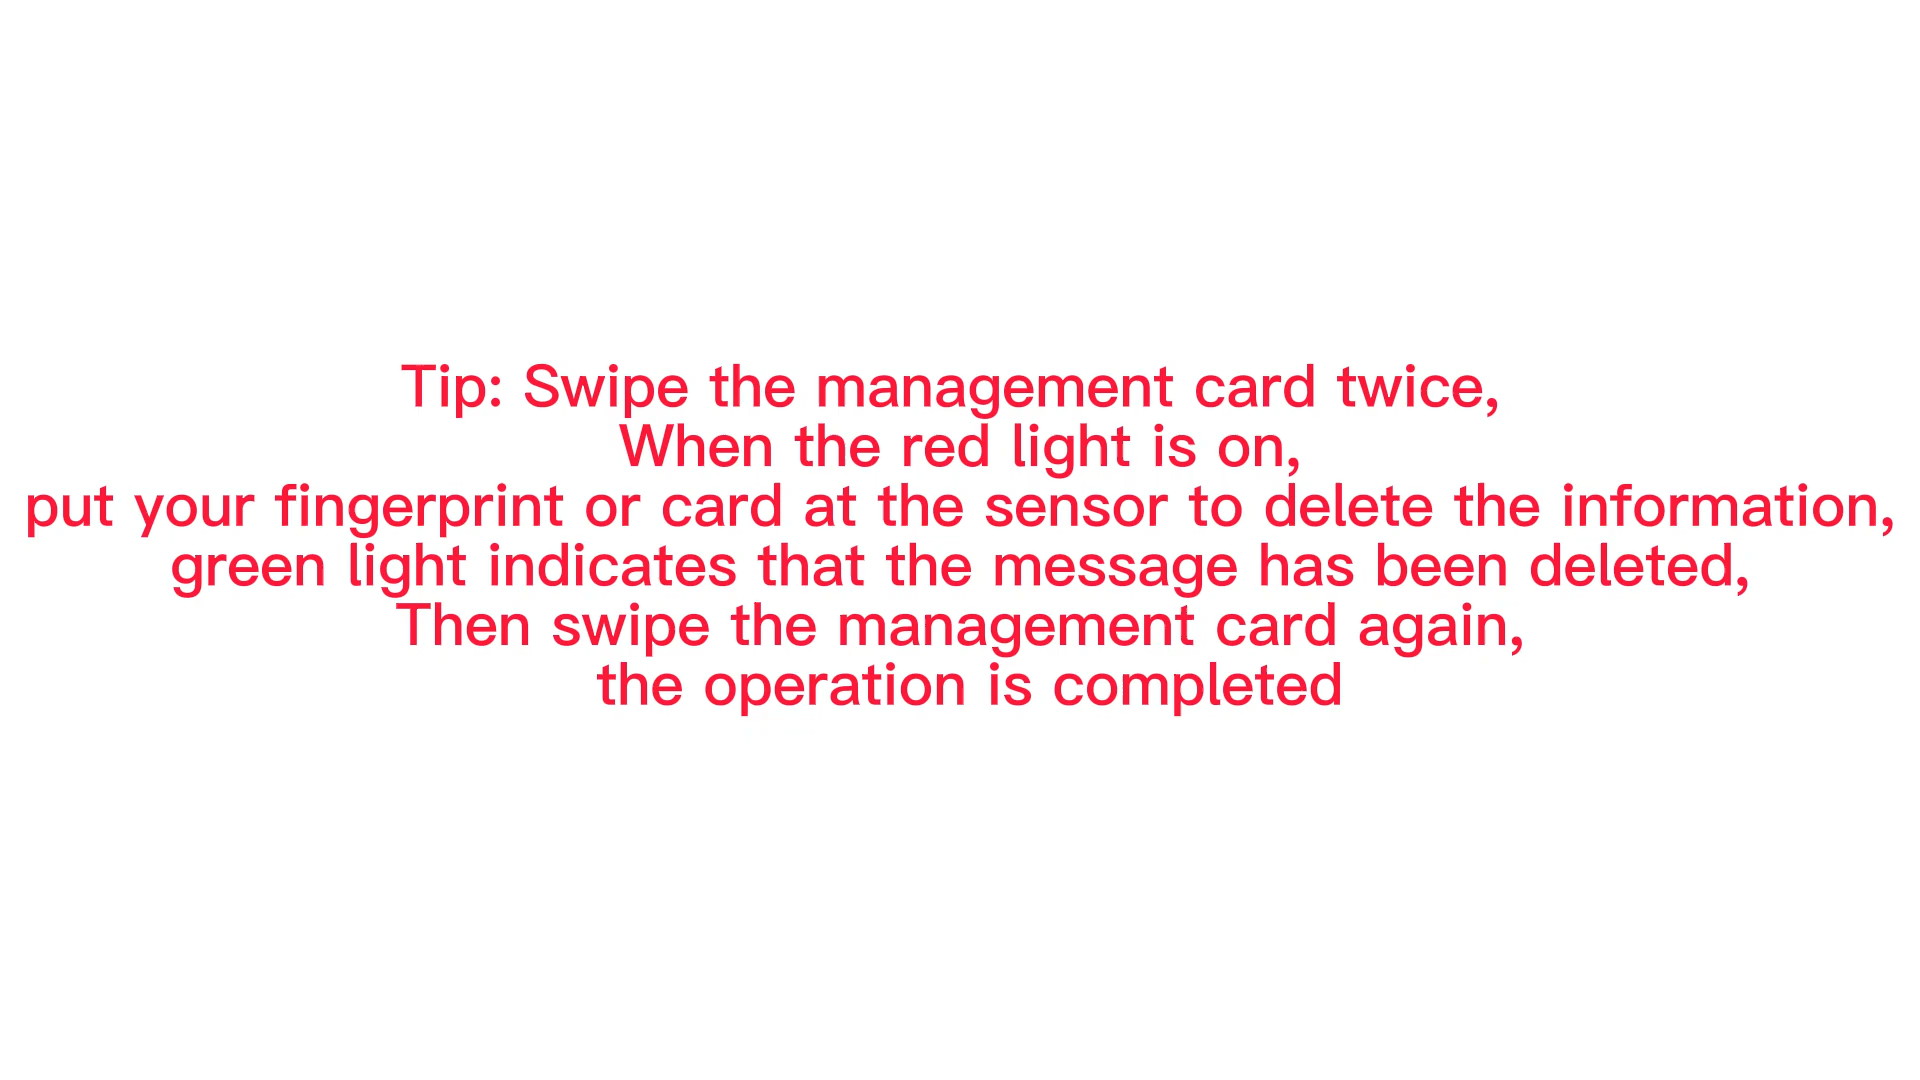 Tip: Swipe the management card twice,
When the red light is on,
put your fingerprint or card at the sensor to delete the information,
green light indicates that the message has been deleted,
Then swipe the management card again,
the operation is completed